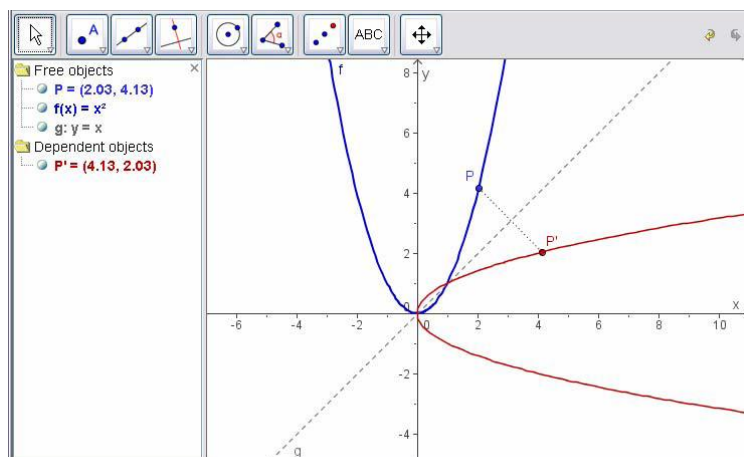 A
α
ABC
Free objects
P = (2.03, 4.13)
f(x) = x²
g: y = x
Dependent objects
P' = (4.13, 2.03)
f
y
8
6
P
4
P'
2
x
0
-6
-4
-2
0
2
4
6
8
10
-2
-4
g